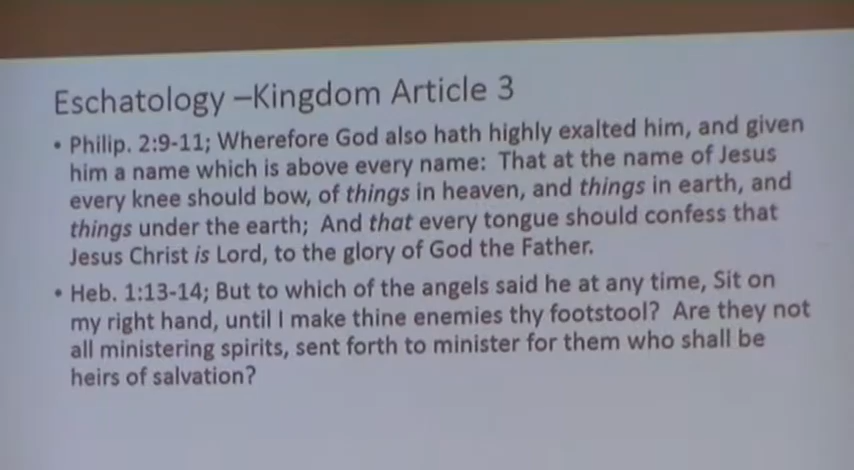 Eschatology –Kingdom Article 3
• Philip. 2:9-11; Wherefore God also hath highly exalted him, and given
him a name which is above every name: That at the name of Jesus
every knee should bow, of things in heaven, and things in earth, and
things under the earth; And that every tongue should confess that
Jesus Christ is Lord, to the glory of God the Father.
• Heb. 1:13-14; But to which of the angels said he at any time, Sit on
my right hand, until I make thine enemies thy footstool? Are they not
all ministering spirits, sent forth to minister for them who shall be
heirs of salvation?